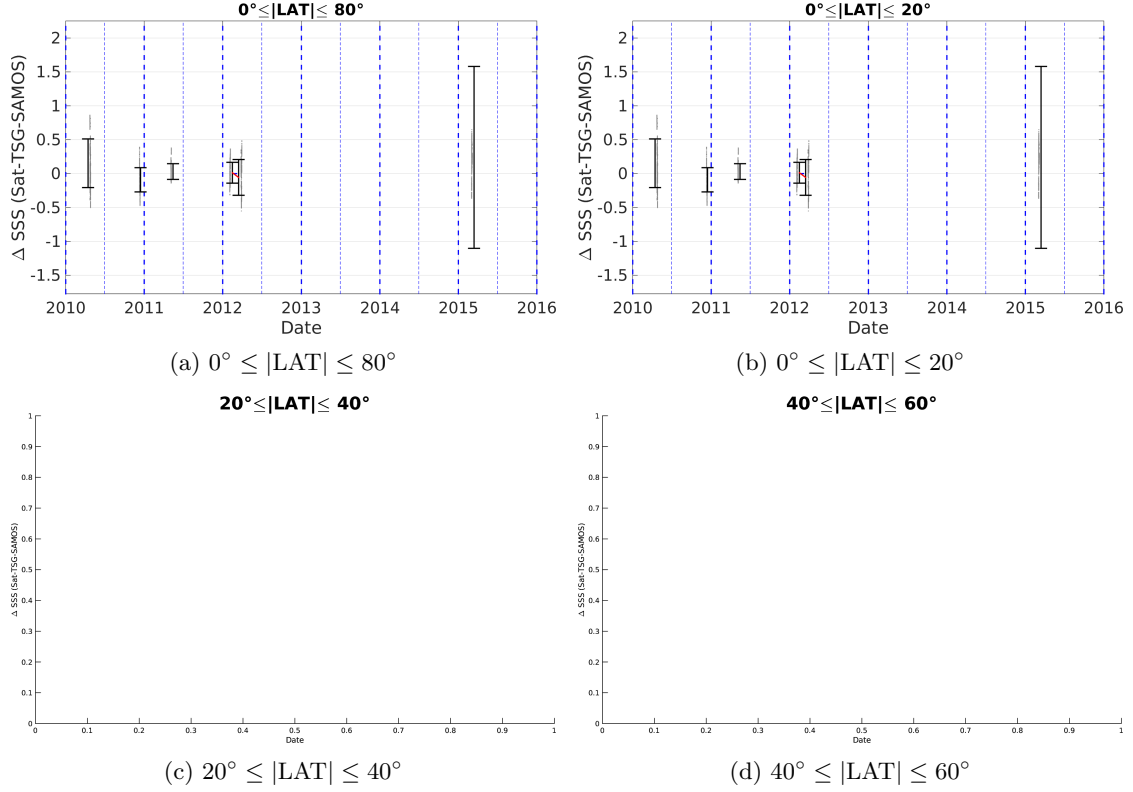 0°≤|LAT|≤ 80°
2
1.5
1
0.5
0
-0.5
-1
-1.5
Δ SSS (Sat-TSG-SAMOS)
2010 2011 2012 2013 2014 2015 2016
Date
(a) 0° ≤ |LAT| ≤ 80°
0°≤|LAT|≤ 20°
2
1.5
1
0.5
0
-0.5
-1
-1.5
Δ SSS (Sat-TSG-SAMOS)
2010 2011 2012 2013 2014 2015 2016
Date
(b) 0° ≤ |LAT| ≤ 20°
20°≤|LAT|≤ 40°
1
0.9
0.8
0.7
0.6
0.5
0.4
0.3
0.2
0.1
0
Δ SSS (Sat-TSG-SAMOS)
0 0.1 0.2 0.3 0.4 0.5 0.6 0.7 0.8 0.9 1
Date
(c) 20° ≤ |LAT| ≤ 40°
40°≤|LAT|≤ 60°
1
0.9
0.8
0.7
0.6
0.5
0.4
0.3
0.2
0.1
0
Δ SSS (Sat-TSG-SAMOS)
0 0.1 0.2 0.3 0.4 0.5 0.6 0.7 0.8 0.9 1
Date
(d) 40° ≤ |LAT| ≤ 60°